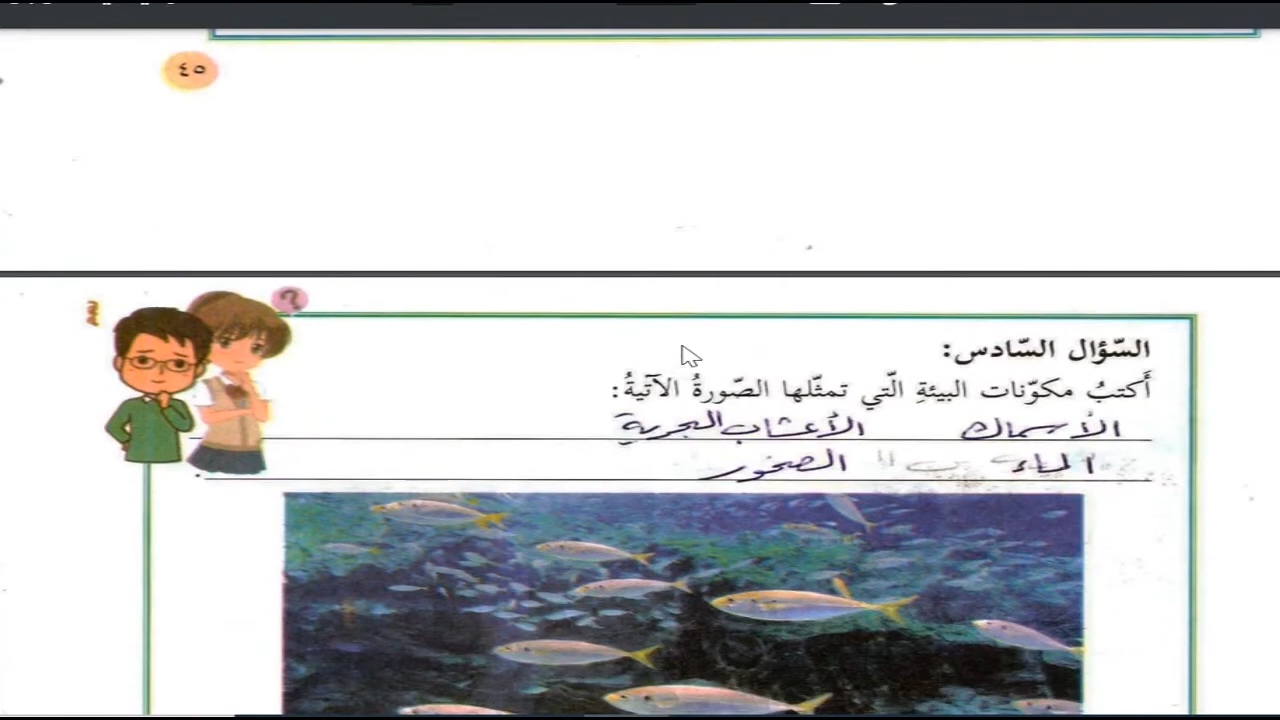 ٤٥
السّؤال السّادس:
أَكتبُ مكوّنات البيئةِ الّتي تمثّلها الصّورةُ الآتيةُ:
الأسماك الأعشاب البحرية
الماء الصخور